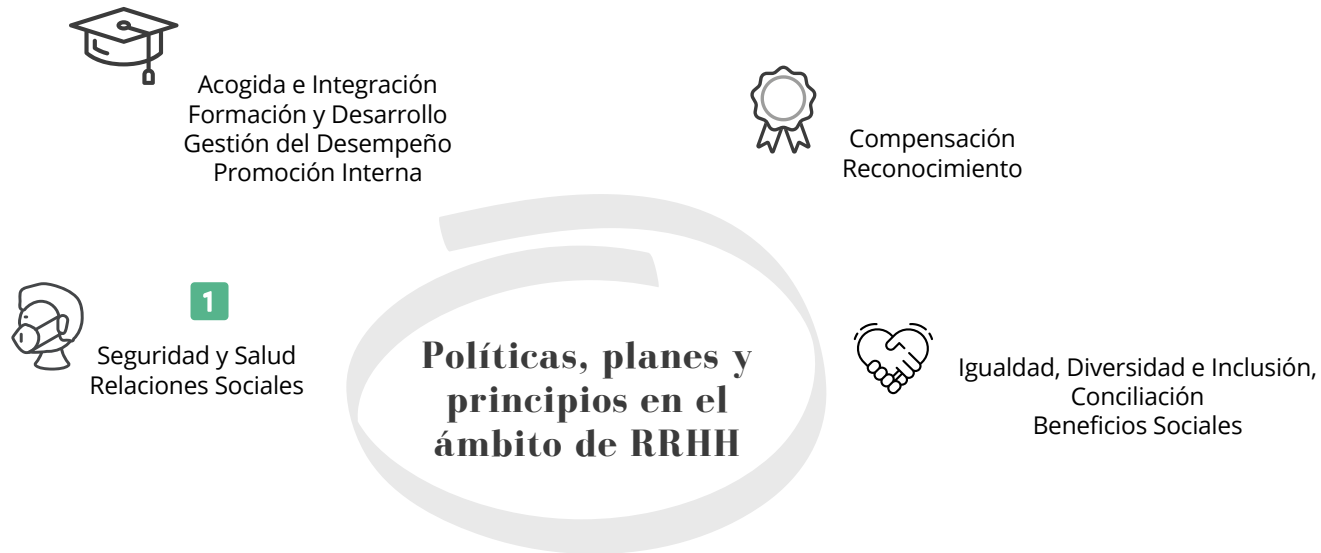 Acogida e Integración
Formación y Desarrollo
Gestión del Desempeño
Promoción Interna
Compensación
Reconocimiento
1
Seguridad y Salud
Relaciones Sociales
Políticas, planes y
principios en el
ámbito de RRHH
Igualdad, Diversidad e Inclusión,
Conciliación
Beneficios Sociales